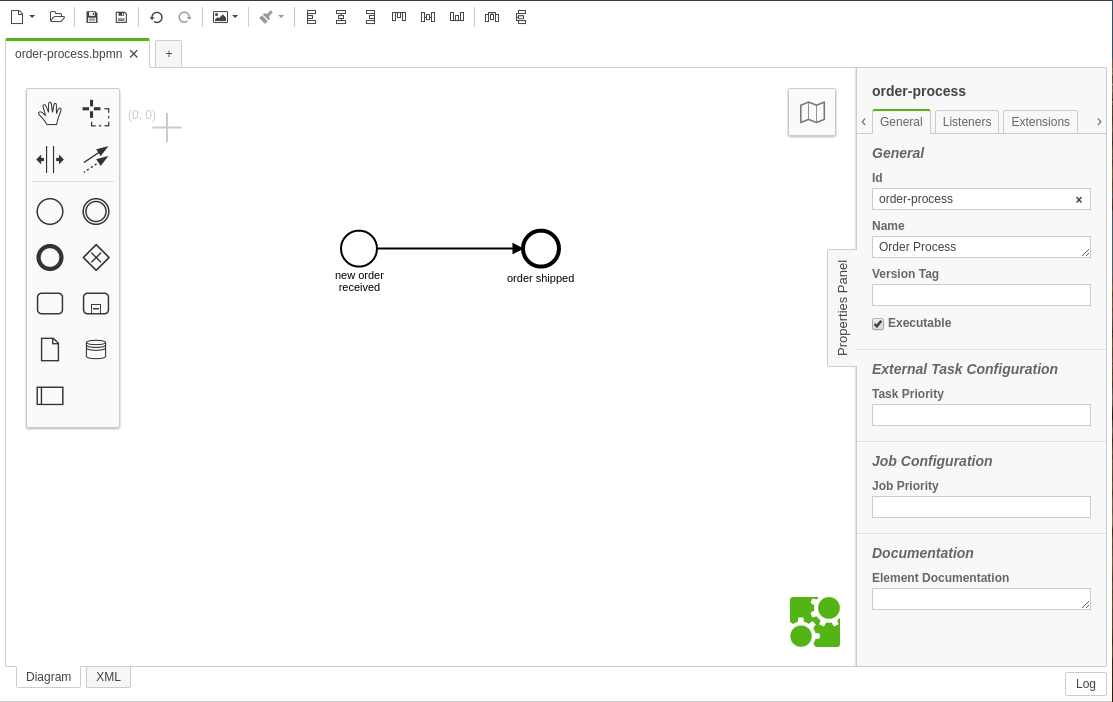 order-process.bpmn ×
+
(0, 0)
new order
received
order shipped
Properties Panel
order-process
‹ General Listeners Extensions ›
General
Id
order-process ×
Name
Order Process
Version Tag
Executable
External Task Configuration
Task Priority
Job Configuration
Job Priority
Documentation
Element Documentation
Diagram XML
Log